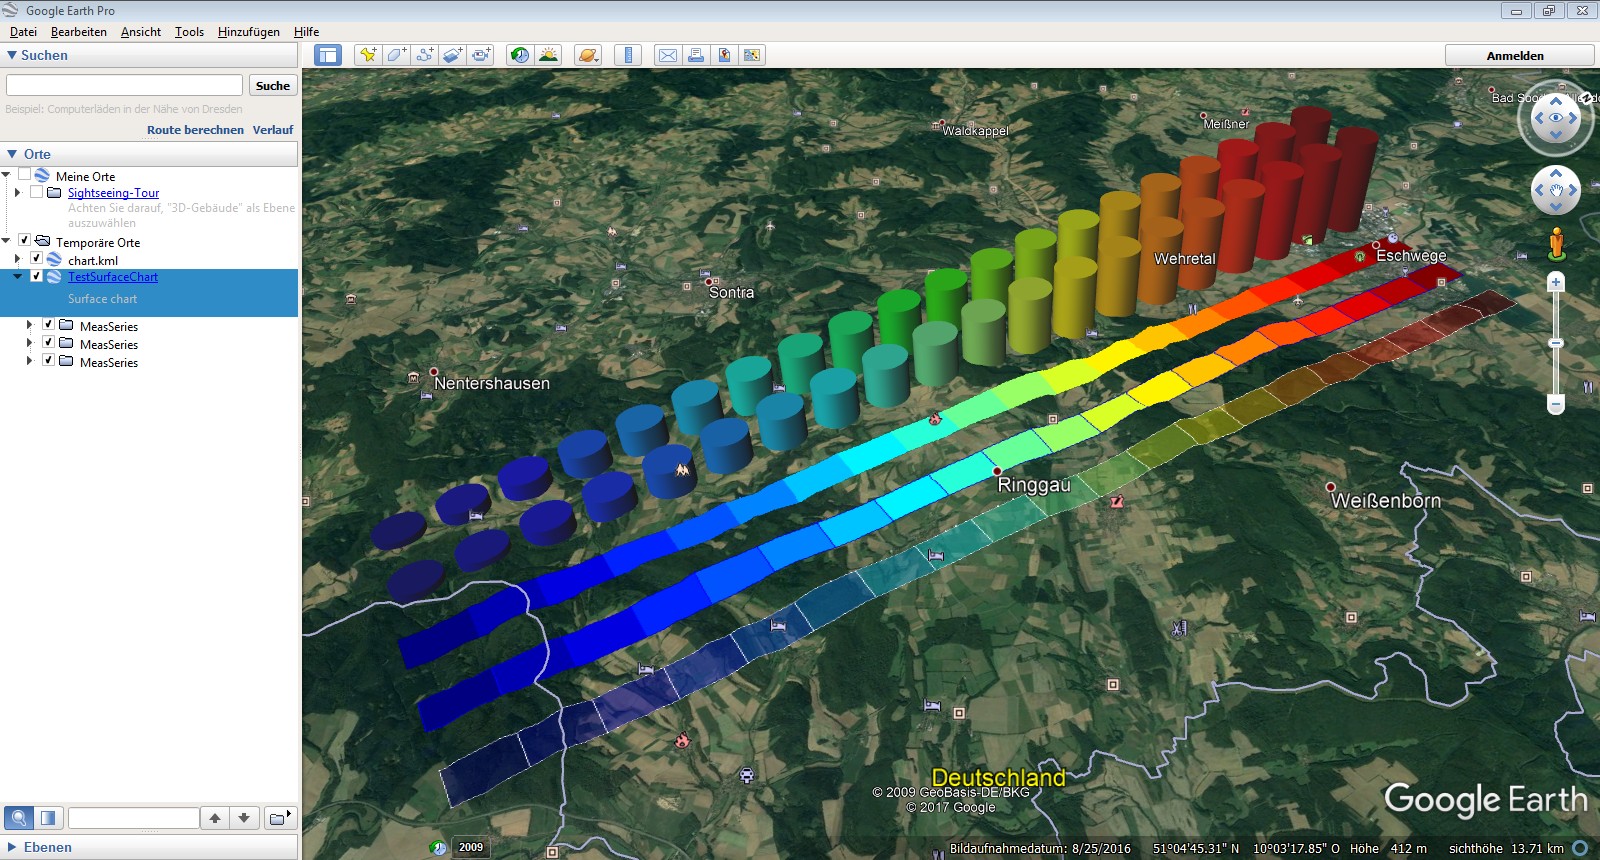 Google Earth Pro
Datei Bearbeiten Ansicht Tools Hinzufügen Hilfe
Suchen
Anmelden
Suche
Beispiel: Computerläden in der Nähe von Dresden
Route berechnen Verlauf
Orte
Meine Orte
Sightseeing-Tour
Achten Sie darauf, "3D-Gebäude" als Ebene
auszuwählen
Temporäre Orte
chart.kml
TestSurfaceChart
Surface chart
MeasSeries
MeasSeries
MeasSeries
Ebenen
Waldkappel
Meißner
Bad
Wehretal
Eschwege
Sontra
Nentershausen
Ringgau
Weißenborn
Deutschland
© 2009 GeoBasis-DE/BKG
© 2017 Google
Google Earth
2009
Bildaufnahmedatum: 8/25/2016 51°04'45.31" N 10°03'17.85" O Höhe 412 m sichthöhe 13.71 km